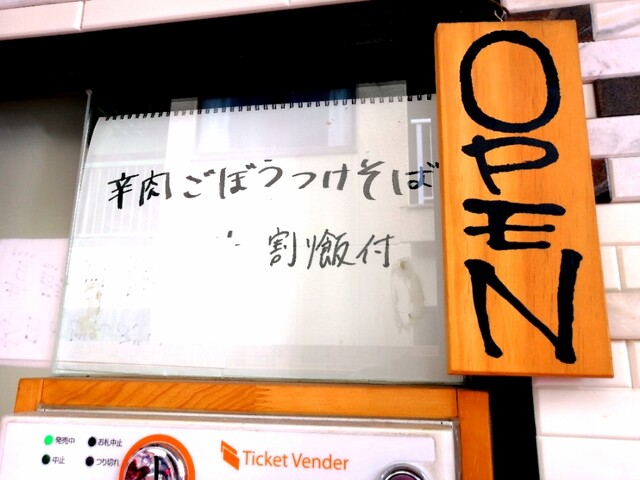 辛肉ごぼうつけそば
割り飯付
OPEN
発売中 お札中止
中止 つり切れ
Ticket Vender